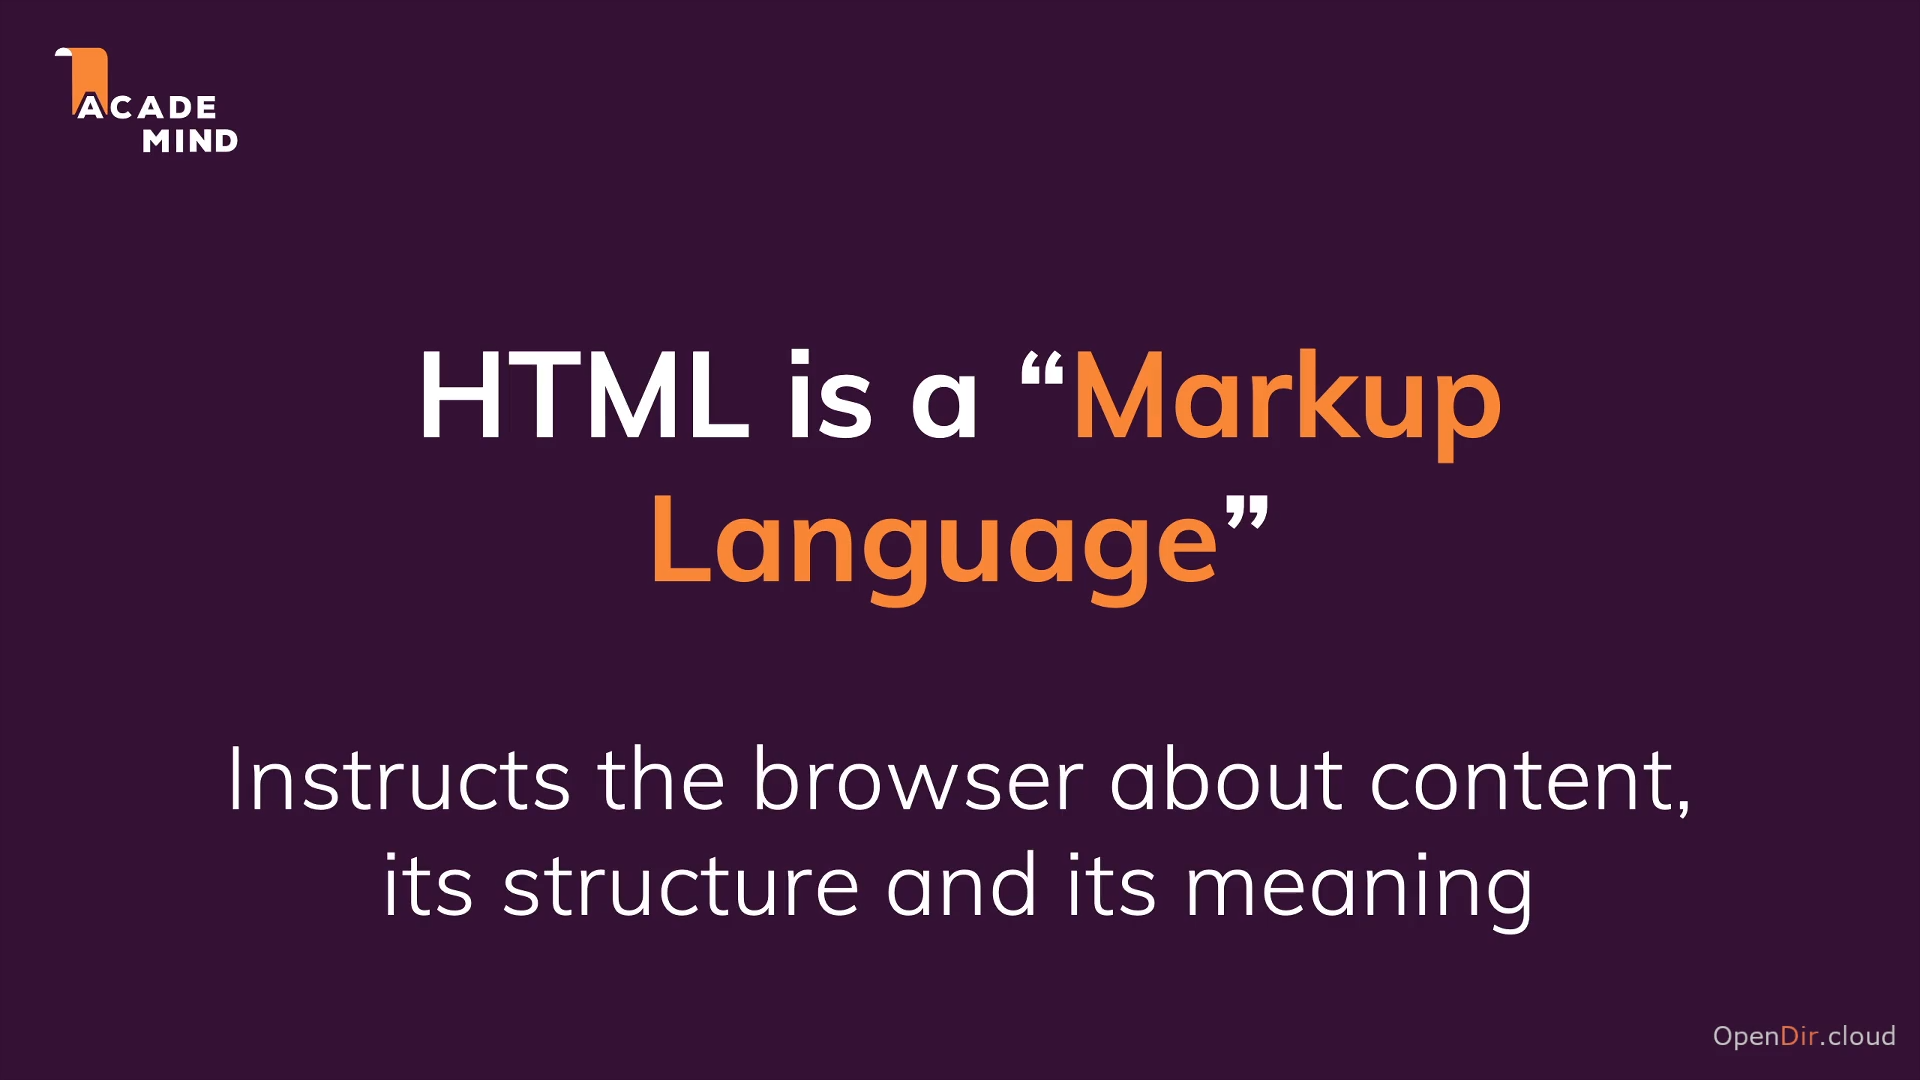 ACADE
MIND
HTML is a “Markup
Language”
Instructs the browser about content,
its structure and its meaning
OpenDir.cloud